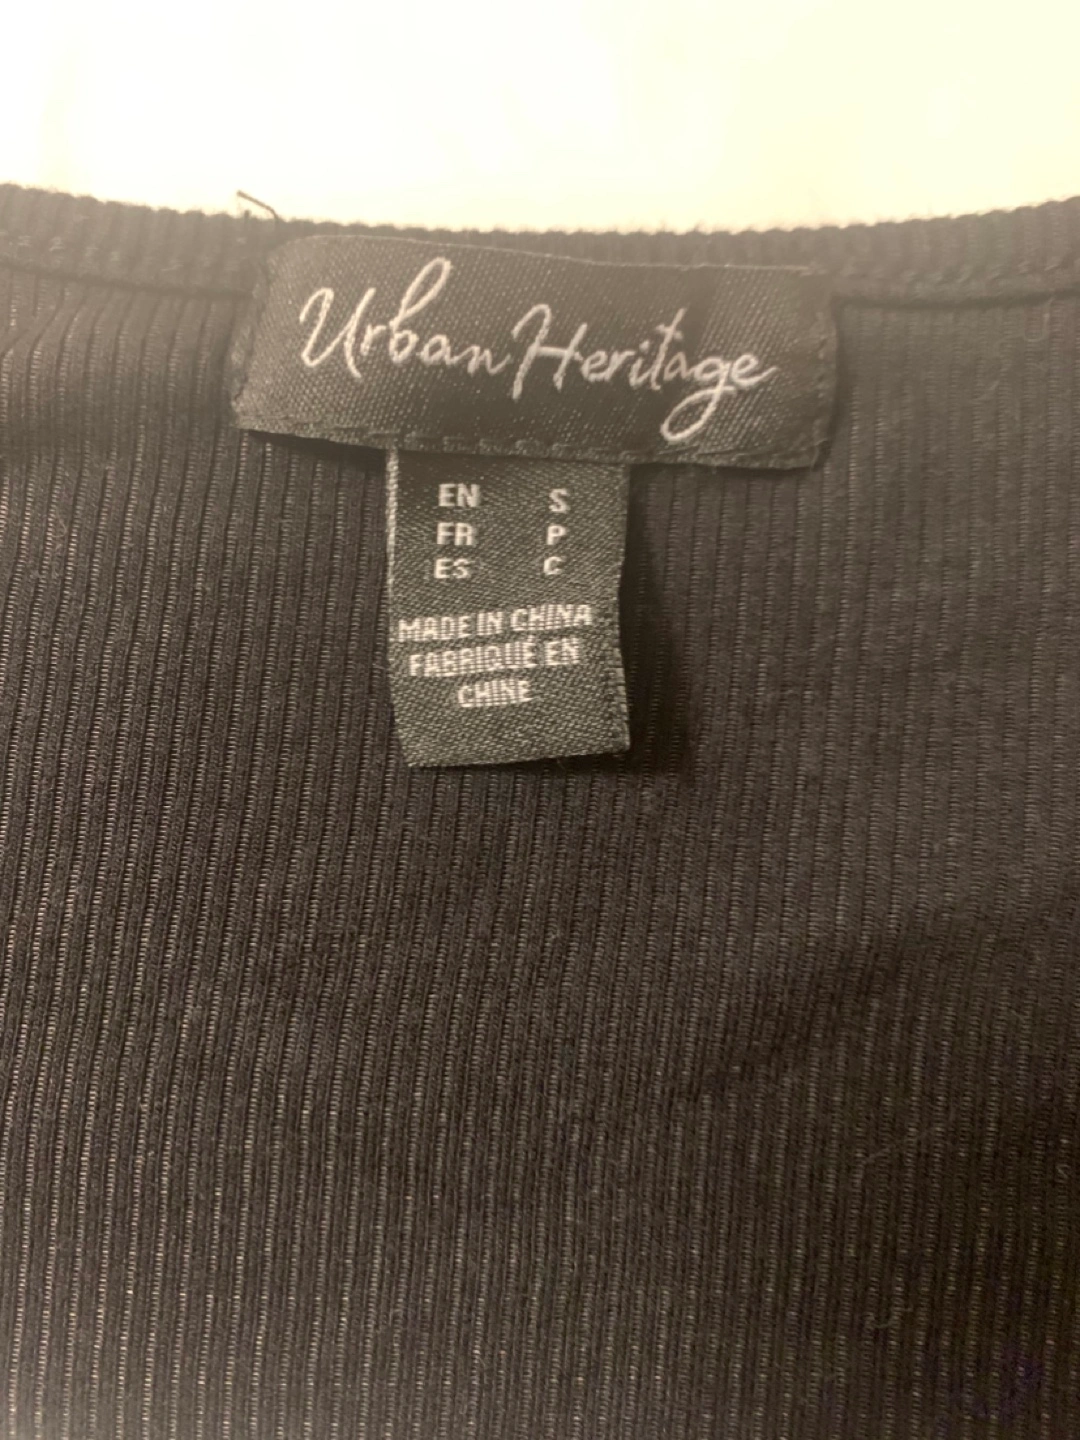 Urban Heritage
EN S
FR P
ES C
MADE IN CHINA
FABRIQUÉ EN
CHINE